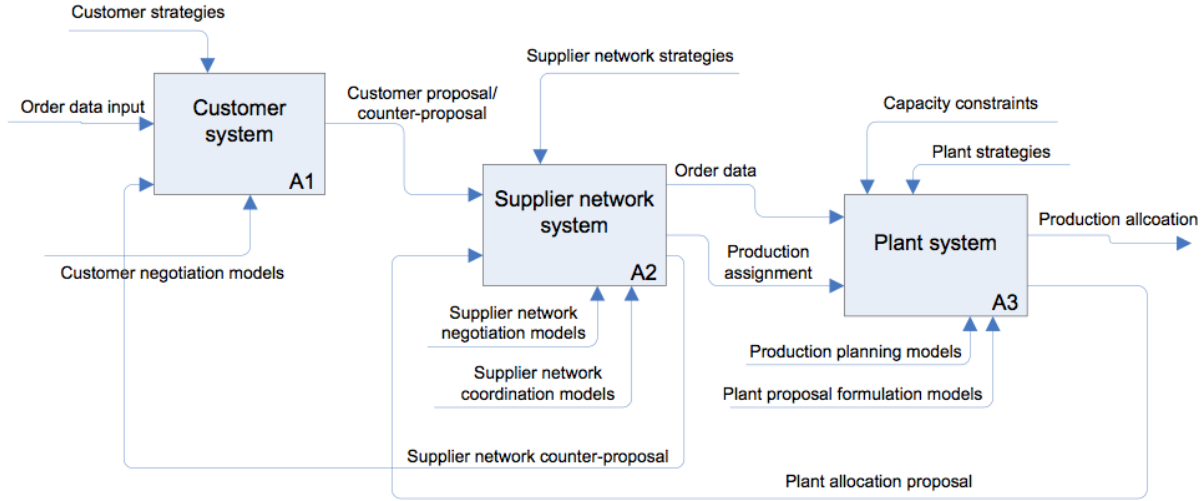 Customer strategies
Order data input
Customer
system
A1
Customer negotiation models
Customer proposal/
counter-proposal
Supplier network strategies
Supplier network
system
A2
Supplier network
negotiation models
Supplier network
coordination models
Supplier network counter-proposal
Order data
Production
assignment
Capacity constraints
Plant strategies
Plant system
A3
Production allcoation
Production planning models
Plant proposal formulation models
Plant allocation proposal